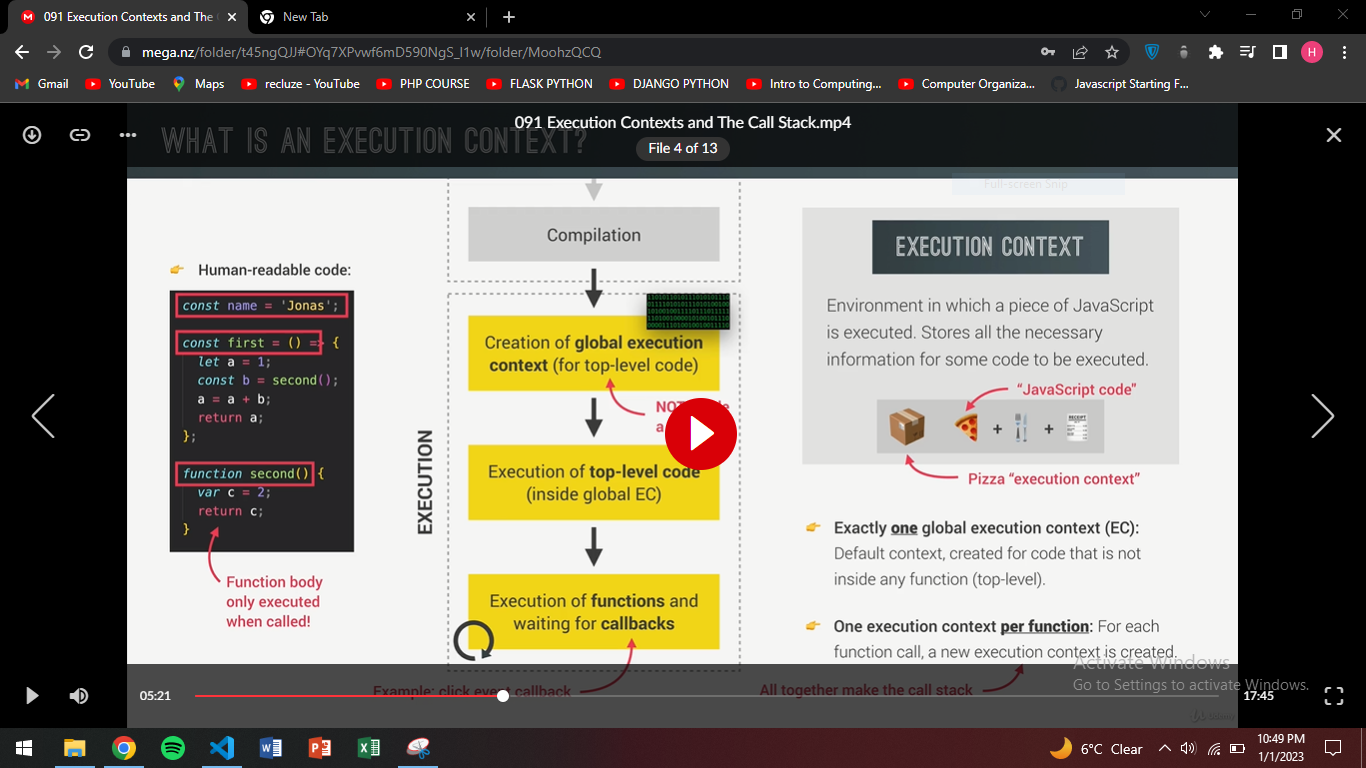 091 Execution Contexts and The
New Tab
mega.nz/folder/t45ngQJJ#OYq7XPvwf6mD590NgS_l1w/folder/MoohzQCQ
H
Gmail
YouTube
Maps
recluze - YouTube
PHP COURSE
FLASK PYTHON
DJANGO PYTHON
Intro to Computing...
Computer Organiza...
Javascript Starting F...
091 Execution Contexts and The Call Stack.mp4
File 4 of 13
WHAT IS AN EXECUTION CONTEXT?
Full-screen Snip
Human-readable code:
const name = 'Jonas';
const first = () => {
let a = 1;
const b = second();
a = a + b;
return a;
};
function second() {
var c = 2;
return c;
}
Function body
only executed
when called!
EXECUTION
Compilation
Creation of global execution
context (for top-level code)
Execution of top-level code
(inside global EC)
Execution of functions and
waiting for callbacks
Example: click event callback
EXECUTION CONTEXT
Environment in which a piece of JavaScript
is executed. Stores all the necessary
information for some code to be executed.
“JavaScript code”
+ +
RECEIPT
Pizza “execution context”
Exactly one global execution context (EC):
Default context, created for code that is not
inside any function (top-level).
One execution context per function: For each
function call, a new execution context is created.
All together make the call stack
Activate Windows
Go to Settings to activate Windows.
05:21
17:45
6°C Clear
10:49 PM
1/1/2023